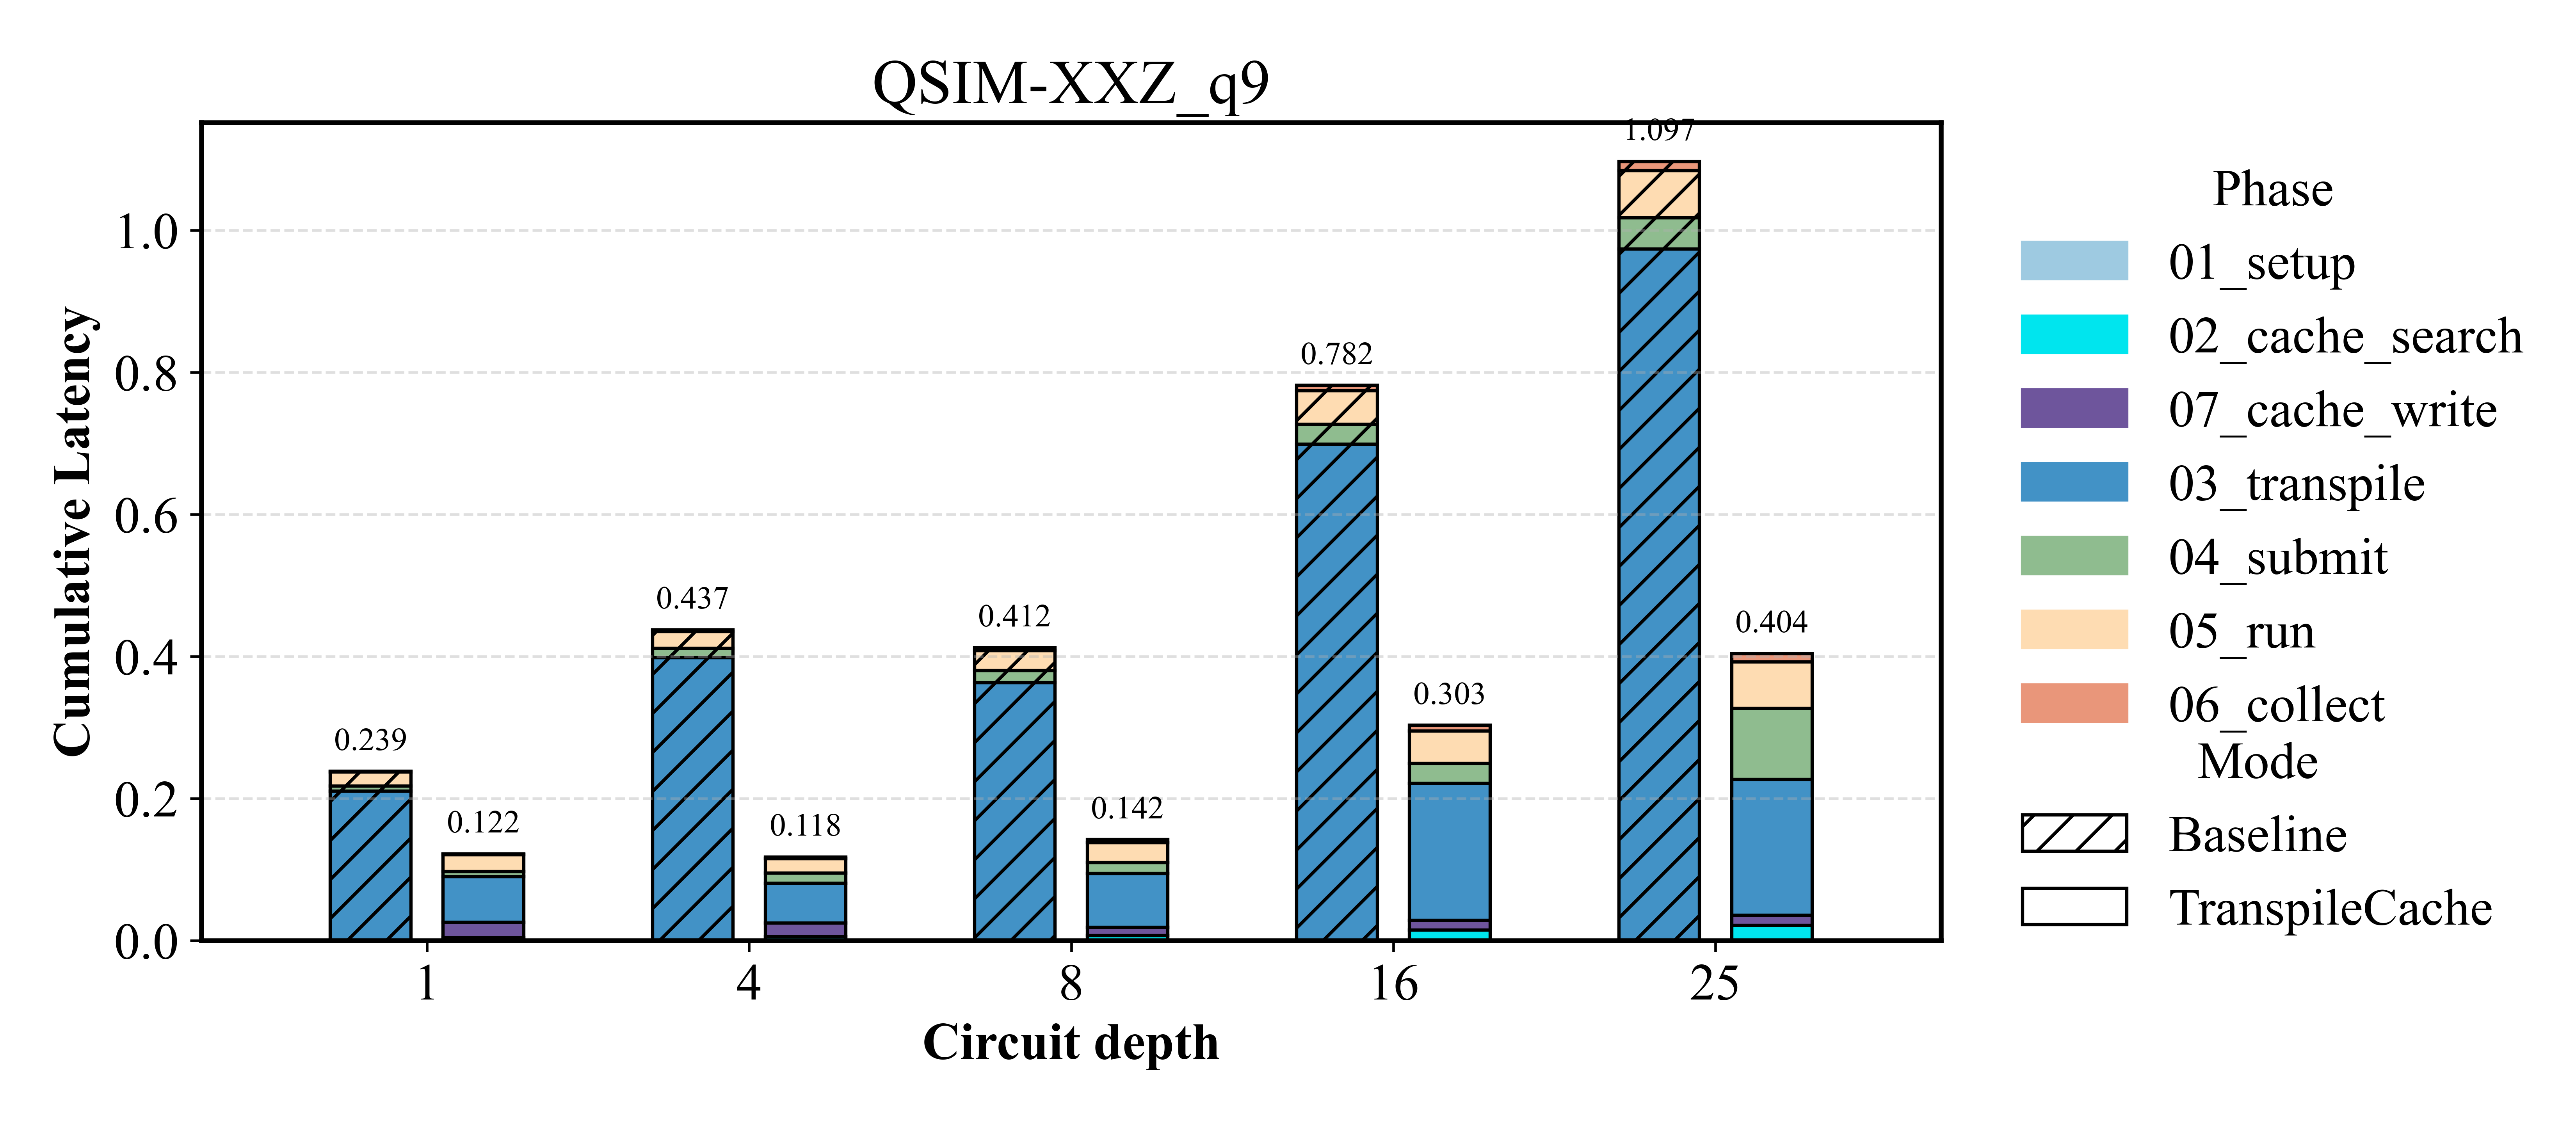 QSIM-XXZ_q9
Cumulative Latency
1.0
0.8
0.6
0.4
0.2
0.0
0.239
0.122
0.437
0.118
0.412
0.142
0.782
0.303
1.097
0.404
1
4
8
16
25
Circuit depth
Phase
01_setup
02_cache_search
07_cache_write
03_transpile
04_submit
05_run
06_collect
Mode
Baseline
TranspileCache